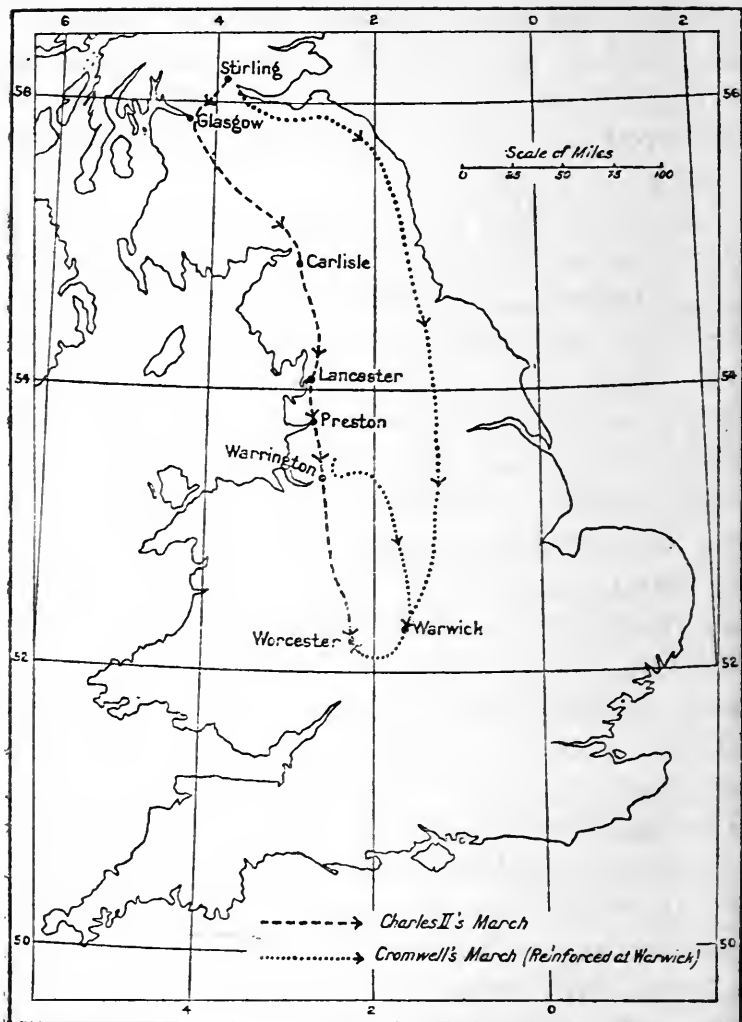 6 4 2 0 2
Stirling
56 56
Glasgow
Scale of Miles
0 25 50 75 100
Carlisle
54 54
Lancaster
Preston
Warrington
Warwick
Worcester
52 52
Charles II's March
50 50
Cromwell's March (Reinforced at Warwick)
4 2 0